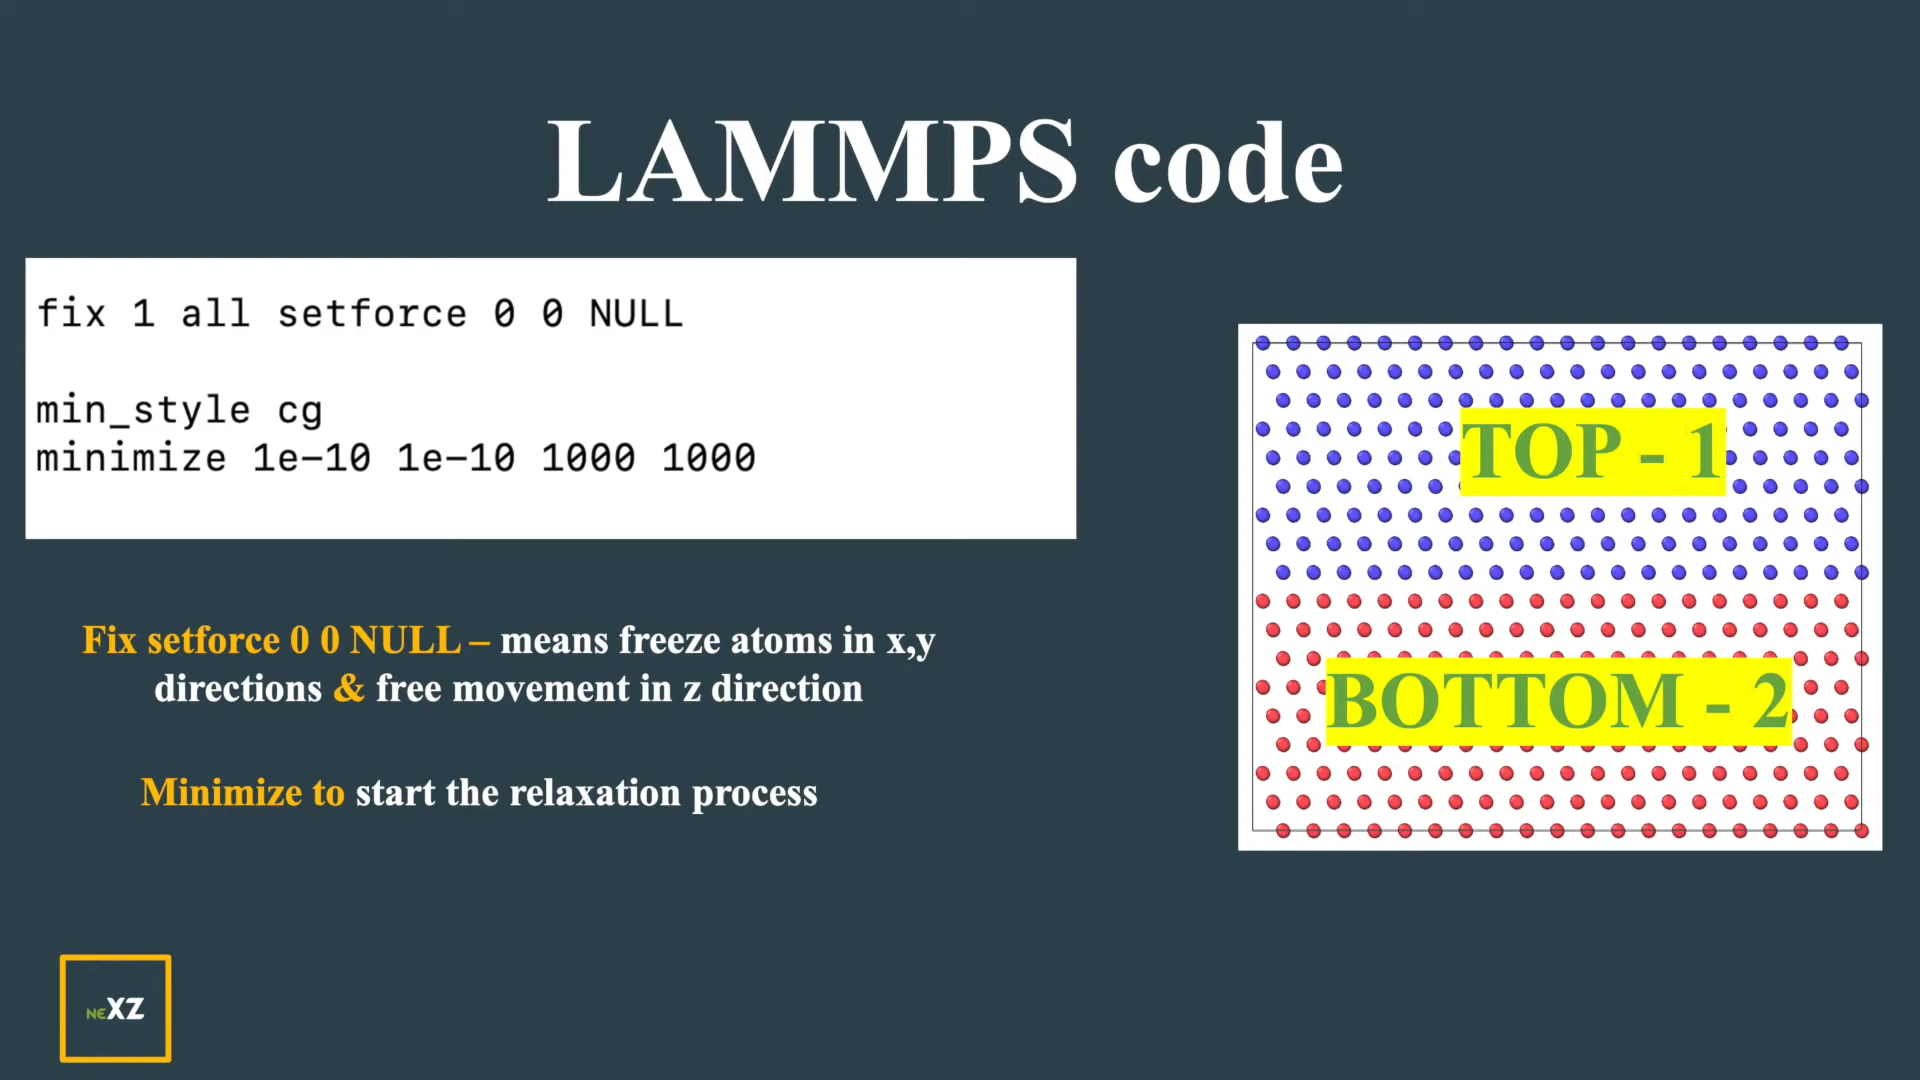 LAMMPS code
fix 1 all setforce 0 0 NULL
min_style cg
minimize 1e-10 1e-10 1000 1000
Fix setforce 0 0 NULL – means freeze atoms in x,y
directions & free movement in z direction
Minimize to start the relaxation process
TOP - 1
BOTTOM - 2
NEXZ